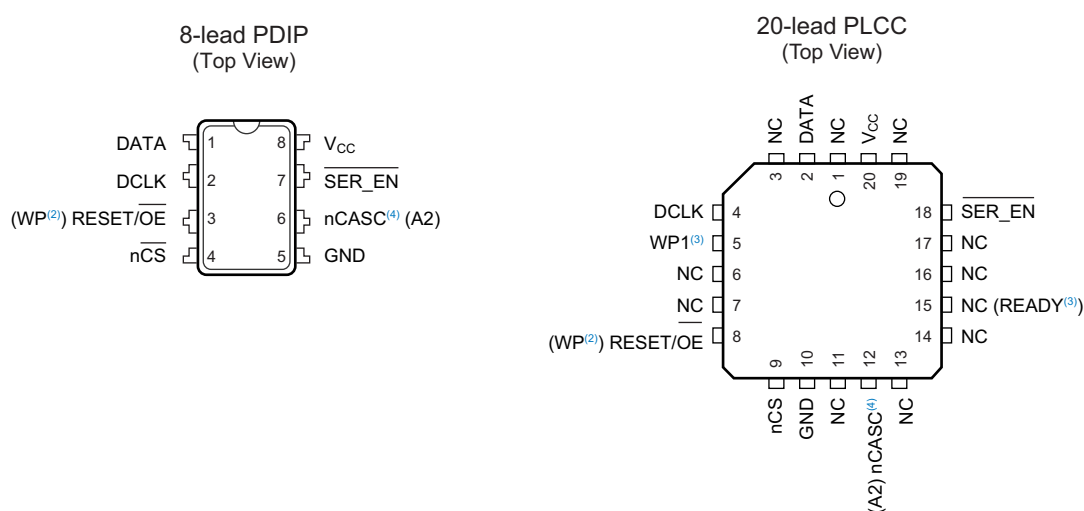 8-lead PDIP
(Top View)
DATA 1 8 VCC
DCLK 2 7 SER_EN
(WP(2)) RESET/OE 3 6 nCASC(4) (A2)
nCS 4 5 GND
20-lead PLCC
(Top View)
NC DATA NC VCC NC
3 2 1 20 19
DCLK 4 18 SER_EN
WP1(3) 5 17 NC
NC 6 16 NC
NC 7 15 NC (READY(3))
(WP(2)) RESET/OE 8 14 NC
9 10 11 12 13
nCS GND NC (A2) nCASC(4) NC